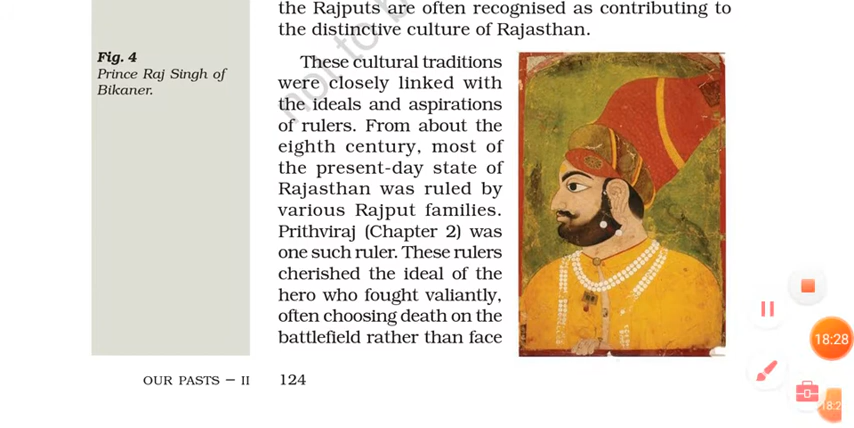 the Rajputs are often recognised as contributing to
the distinctive culture of Rajasthan.
Fig. 4
Prince Raj Singh of
Bikaner.
These cultural traditions
were closely linked with
the ideals and aspirations
of rulers. From about the
eighth century, most of
the present-day state of
Rajasthan was ruled by
various Rajput families.
Prithviraj (Chapter 2) was
one such ruler. These rulers
cherished the ideal of the
hero who fought valiantly,
often choosing death on the
battlefield rather than face
not to b
OUR PASTS – II 124
18:28
18:2